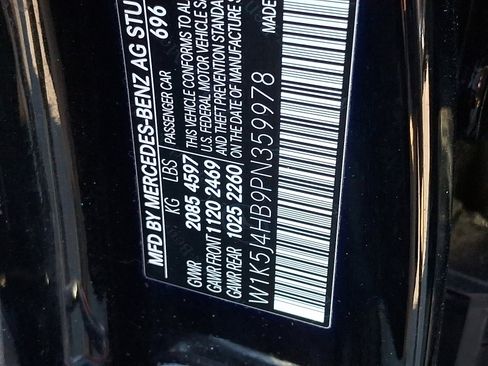 MFD BY MERCEDES-BENZ AG STU
696
KG LBS PASSENGER CAR
GVWR 2085 4597 THIS VEHICLE CONFORMS TO AL
GAWR FRONT 1120 2469 U.S. FEDERAL MOTOR VEHICLE SA
AND THEFT PREVENTION STANDA
GAWR REAR 1025 2260 ON THE DATE OF MANUFACTURE S
W1K5J4HB9PN359978 MADE